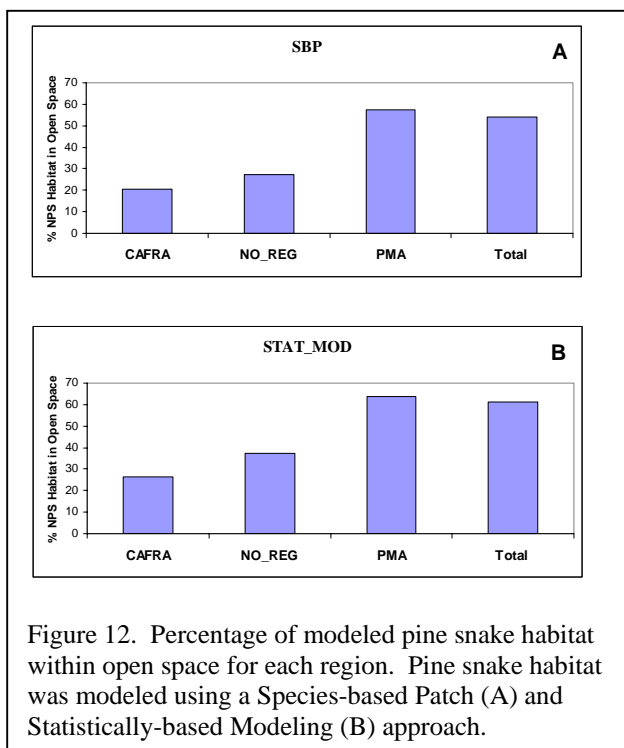 SBP
A
% NPS Habitat in Open Space
70
60
50
40
30
20
10
0
CAFRA NO_REG PMA Total
STAT_MOD
B
% NPS Habitat in Open Space
70
60
50
40
30
20
10
0
CAFRA NO_REG PMA Total
Figure 12. Percentage of modeled pine snake habitat
within open space for each region. Pine snake habitat
was modeled using a Species-based Patch (A) and
Statistically-based Modeling (B) approach.